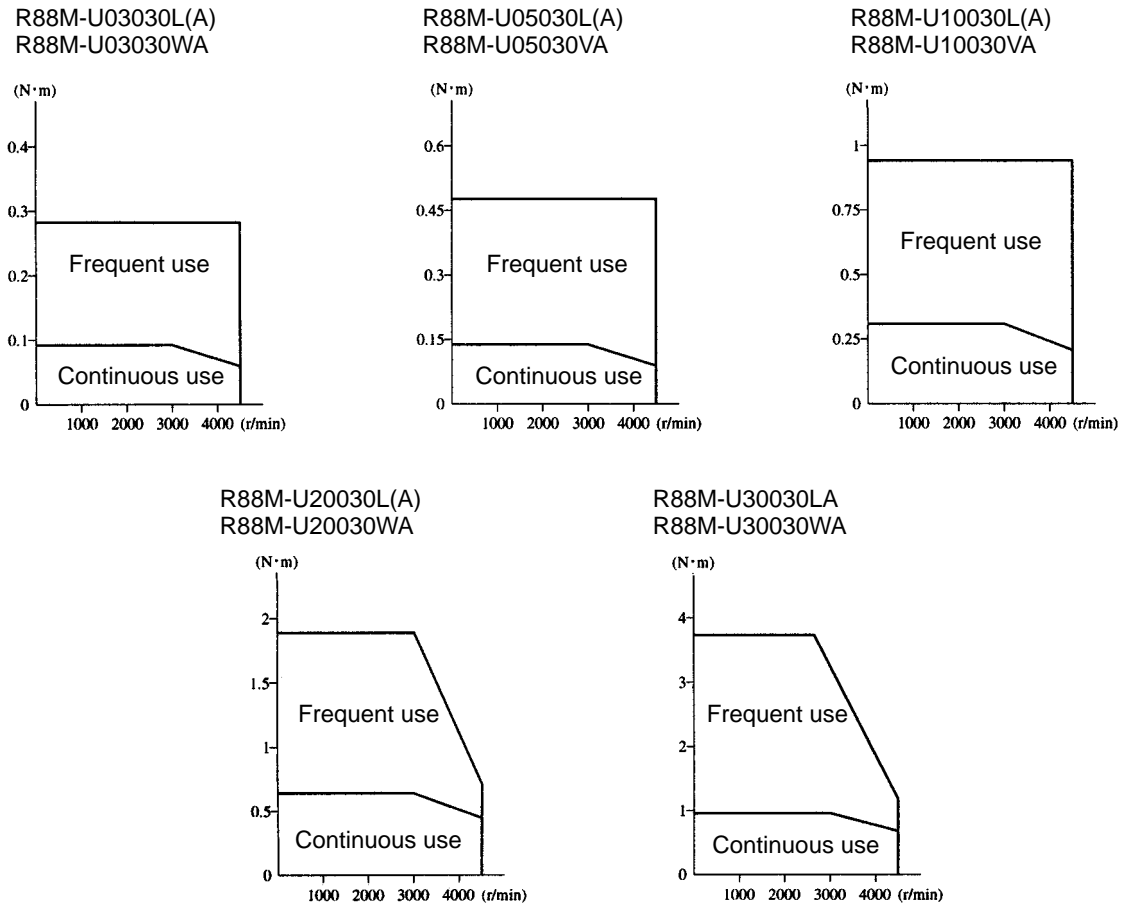 R88M-U03030L(A)
R88M-U03030WA
(N·m)
0.4
0.3
0.2
0.1
0
Frequent use
Continuous use
1000 2000 3000 4000 (r/min)
R88M-U05030L(A)
R88M-U05030VA
(N·m)
0.6
0.45
0.3
0.15
0
Frequent use
Continuous use
1000 2000 3000 4000 (r/min)
R88M-U10030L(A)
R88M-U10030VA
(N·m)
1
0.75
0.5
0.25
0
Frequent use
Continuous use
1000 2000 3000 4000 (r/min)
R88M-U20030L(A)
R88M-U20030WA
(N·m)
2
1.5
1
0.5
0
Frequent use
Continuous use
1000 2000 3000 4000 (r/min)
R88M-U30030LA
R88M-U30030WA
(N·m)
4
3
2
1
0
Frequent use
Continuous use
1000 2000 3000 4000 (r/min)